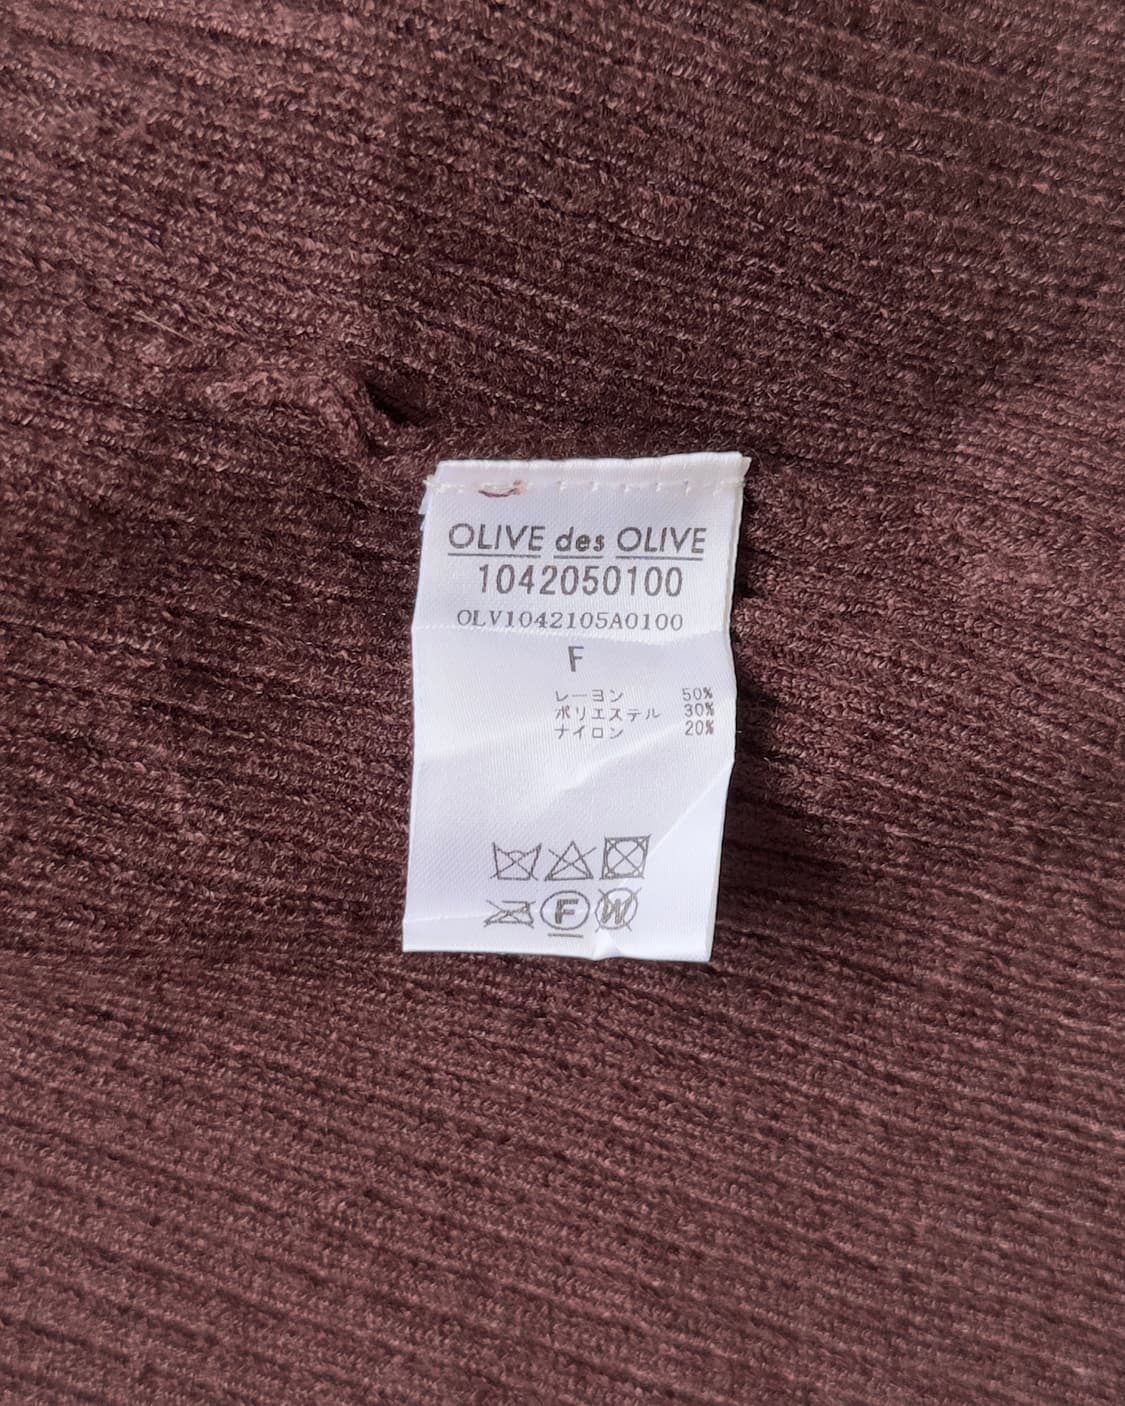 OLIVE des OLIVE
1042050100
OLV1042105A0100
F
レーヨン 50%
ポリエステル 30%
ナイロン 20%
F W